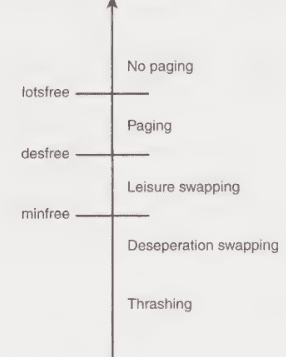 No paging
lotsfree
Paging
desfree
Leisure swapping
minfree
Deseperation swapping
Thrashing